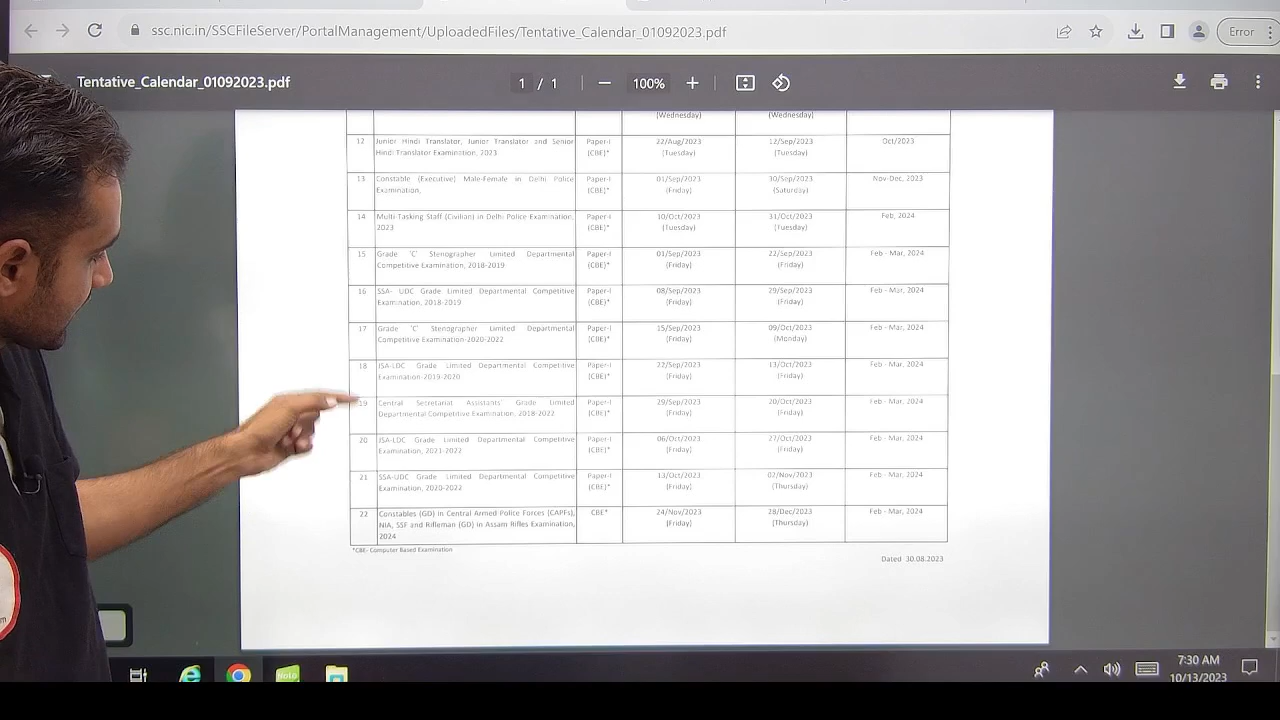 ssc.nic.in/SSCFileServer/PortalManagement/UploadedFiles/Tentative_Calendar_01092023.pdf
Error
Tentative_Calendar_01092023.pdf
1 / 1
100%
(Wednesday) (Wednesday)
12 Junior Hindi Translator, Junior Translator and Senior Paper-I 22/Aug/2023 12/Sep/2023 Oct/2023
Hindi Translator Examination, 2023 (CBE)* (Tuesday) (Tuesday)
13 Constable (Executive) Male-Female in Delhi Police Paper-I 01/Sep/2023 30/Sep/2023 Nov-Dec, 2023
Examination, (CBE)* (Friday) (Saturday)
14 Multi-Tasking Staff (Civilian) in Delhi Police Examination, Paper-I 10/Oct/2023 31/Oct/2023 Feb, 2024
2023 (CBE)* (Tuesday) (Tuesday)
15 Grade 'C' Stenographer Limited Departmental Paper-I 01/Sep/2023 22/Sep/2023 Feb - Mar, 2024
Competitive Examination, 2018-2019 (CBE)* (Friday) (Friday)
16 SSA- UDC Grade Limited Departmental Competitive Paper-I 08/Sep/2023 29/Sep/2023 Feb - Mar, 2024
Examination, 2018-2019 (CBE)* (Friday) (Friday)
17 Grade 'C' Stenographer Limited Departmental Paper-I 15/Sep/2023 09/Oct/2023 Feb - Mar, 2024
Competitive Examination-2020-2022 (CBE)* (Friday) (Monday)
18 JSA-LDC Grade Limited Departmental Competitive Paper-I 22/Sep/2023 13/Oct/2023 Feb - Mar, 2024
Examination-2019-2020 (CBE)* (Friday) (Friday)
19 Central Secretariat Assistants' Grade Limited Paper-I 29/Sep/2023 20/Oct/2023 Feb - Mar, 2024
Departmental Competitive Examination, 2018-2022 (CBE)* (Friday) (Friday)
20 JSA-LDC Grade Limited Departmental Competitive Paper-I 06/Oct/2023 27/Oct/2023 Feb - Mar, 2024
Examination, 2021-2022 (CBE)* (Friday) (Friday)
21 SSA-UDC Grade Limited Departmental Competitive Paper-I 13/Oct/2023 02/Nov/2023 Feb - Mar, 2024
Examination, 2020-2022 (CBE)* (Friday) (Thursday)
22 Constables (GD) in Central Armed Police Forces (CAPFs), CBE* 24/Nov/2023 28/Dec/2023 Feb - Mar, 2024
NIA, SSF and Rifleman (GD) in Assam Rifles Examination, (Friday) (Thursday)
2024
*CBE- Computer Based Examination
Dated 30.08.2023
7:30 AM
10/13/2023